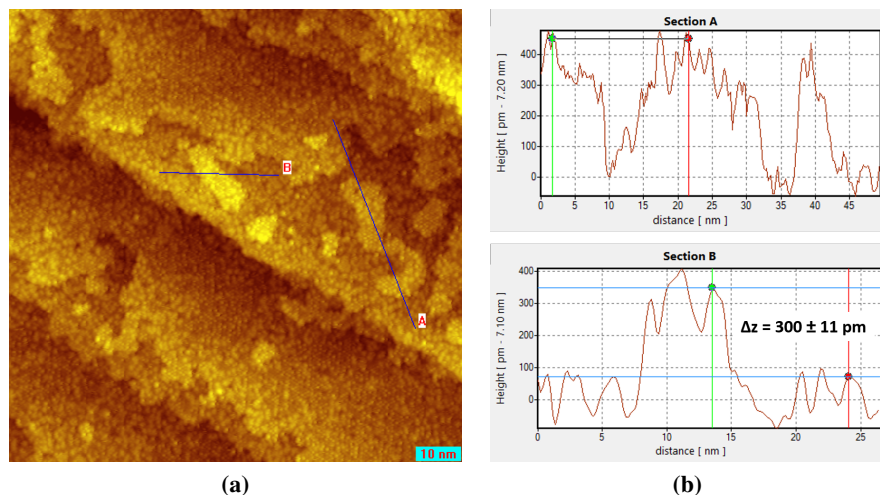 B
A
10 nm
(a)
Section A
Height [ pm - 7.20 nm ]
400
300
200
100
0
0 5 10 15 20 25 30 35 40 45
distance [ nm ]
Section B
Height [ pm - 7.10 nm ]
400
300
200
100
0
Δz = 300 ± 11 pm
0 5 10 15 20 25
distance [ nm ]
(b)